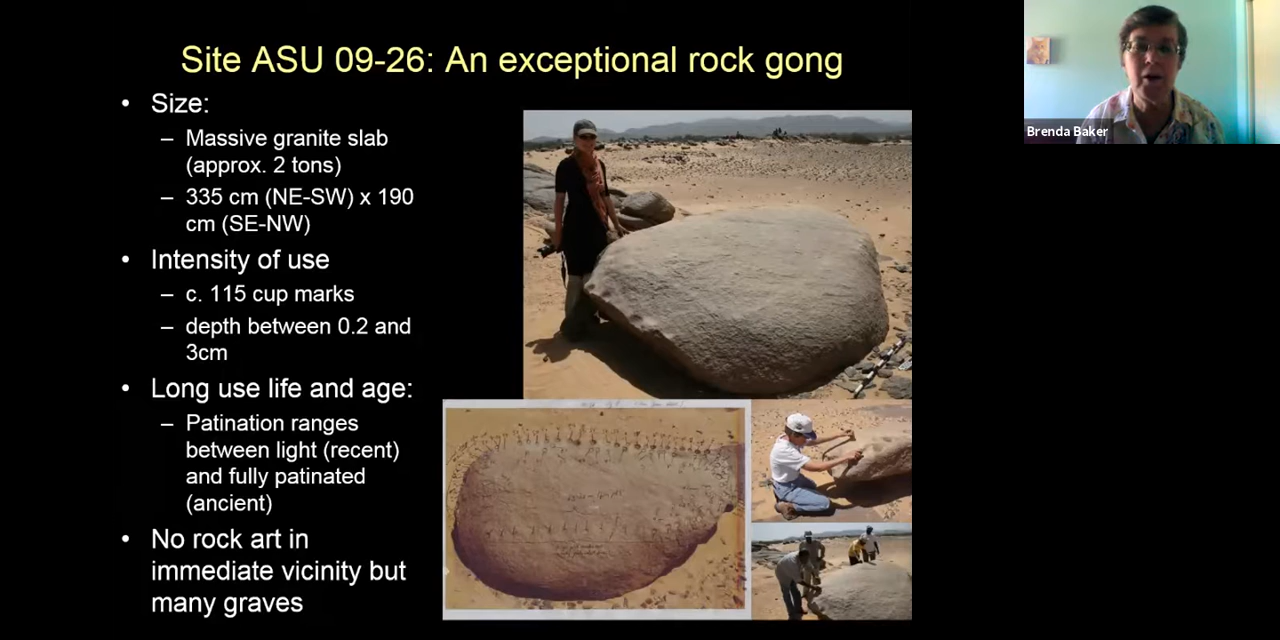 Site ASU 09-26: An exceptional rock gong
• Size:
– Massive granite slab
(approx. 2 tons)
– 335 cm (NE-SW) x 190
cm (SE-NW)
• Intensity of use
– c. 115 cup marks
– depth between 0.2 and
3cm
• Long use life and age:
– Patination ranges
between light (recent)
and fully patinated
(ancient)
• No rock art in
immediate vicinity but
many graves
Brenda Baker